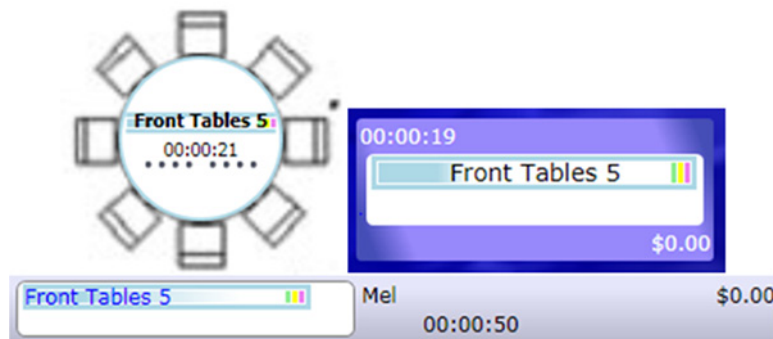 Front Tables 5
00:00:21
00:00:19
Front Tables 5
$0.00
Front Tables 5 Mel $0.00
00:00:50